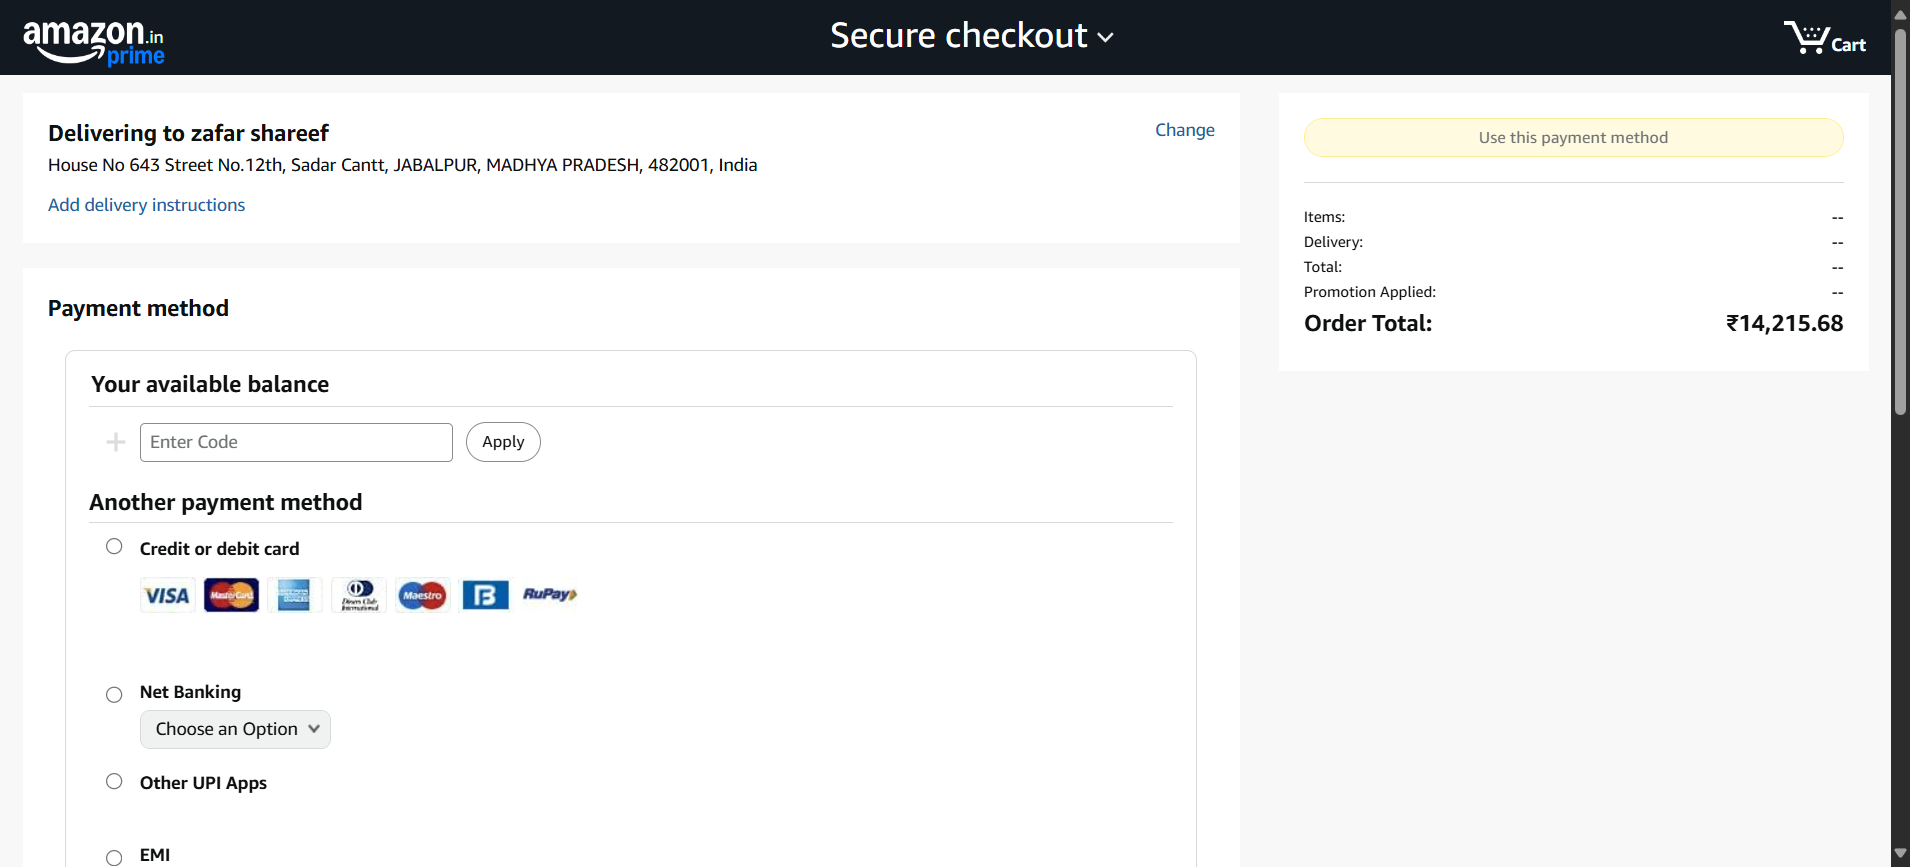 amazon.in
prime
Secure checkout
Cart
Delivering to zafar shareef
Change
House No 643 Street No.12th, Sadar Cantt, JABALPUR, MADHYA PRADESH, 482001, India
Add delivery instructions
Payment method
Your available balance
Enter Code
Apply
Another payment method
Credit or debit card
VISA MasterCard Diners Club International Maestro B RuPay
Net Banking
Choose an Option
Other UPI Apps
EMI
Use this payment method
Items: --
Delivery: --
Total: --
Promotion Applied: --
Order Total: ₹14,215.68